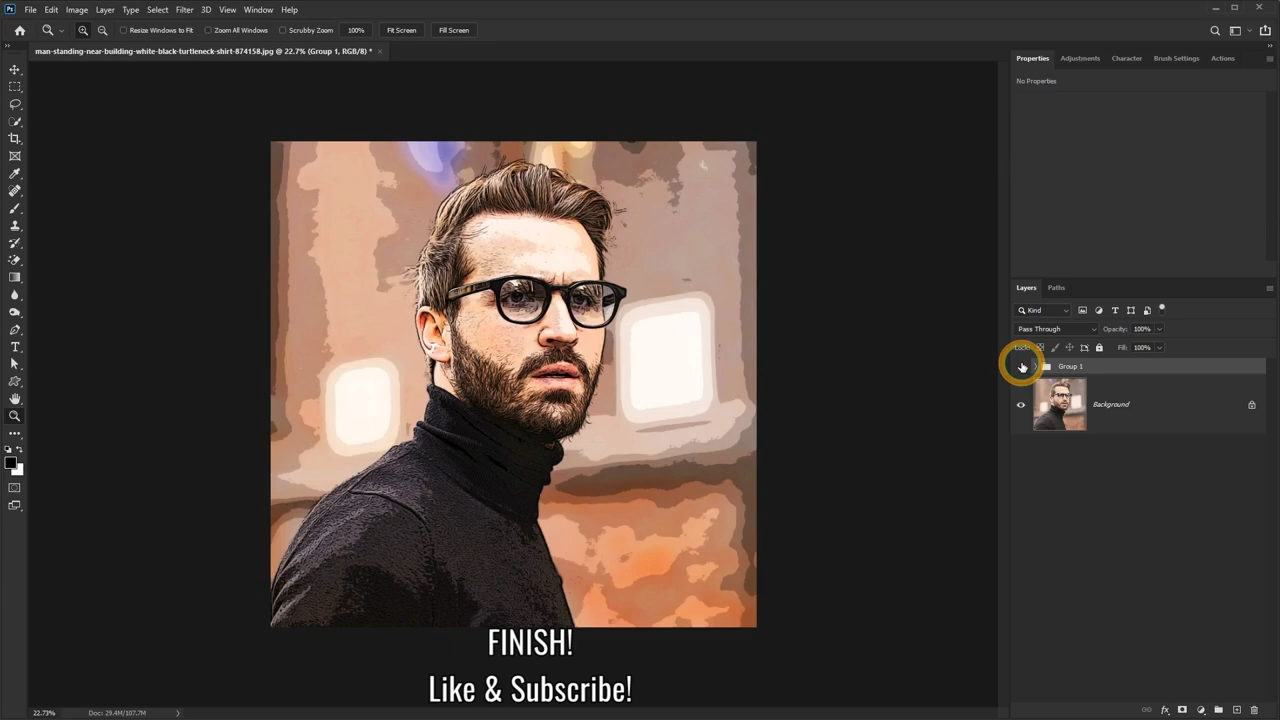 Ps File Edit Image Layer Type Select Filter 3D View Window Help
Resize Windows to Fit Zoom All Windows Scrubby Zoom 100% Fit Screen Fill Screen
man-standing-near-building-white-black-turtleneck-shirt-874158.jpg @ 22.7% (Group 1, RGB/8) *
Properties Adjustments Character Brush Settings Actions
No Properties
Layers Paths
Kind
Pass Through Opacity: 100%
Lock: Fill: 100%
Group 1
Background
FINISH!
Like & Subscribe!
22.73% Doc: 29.4M/107.7M